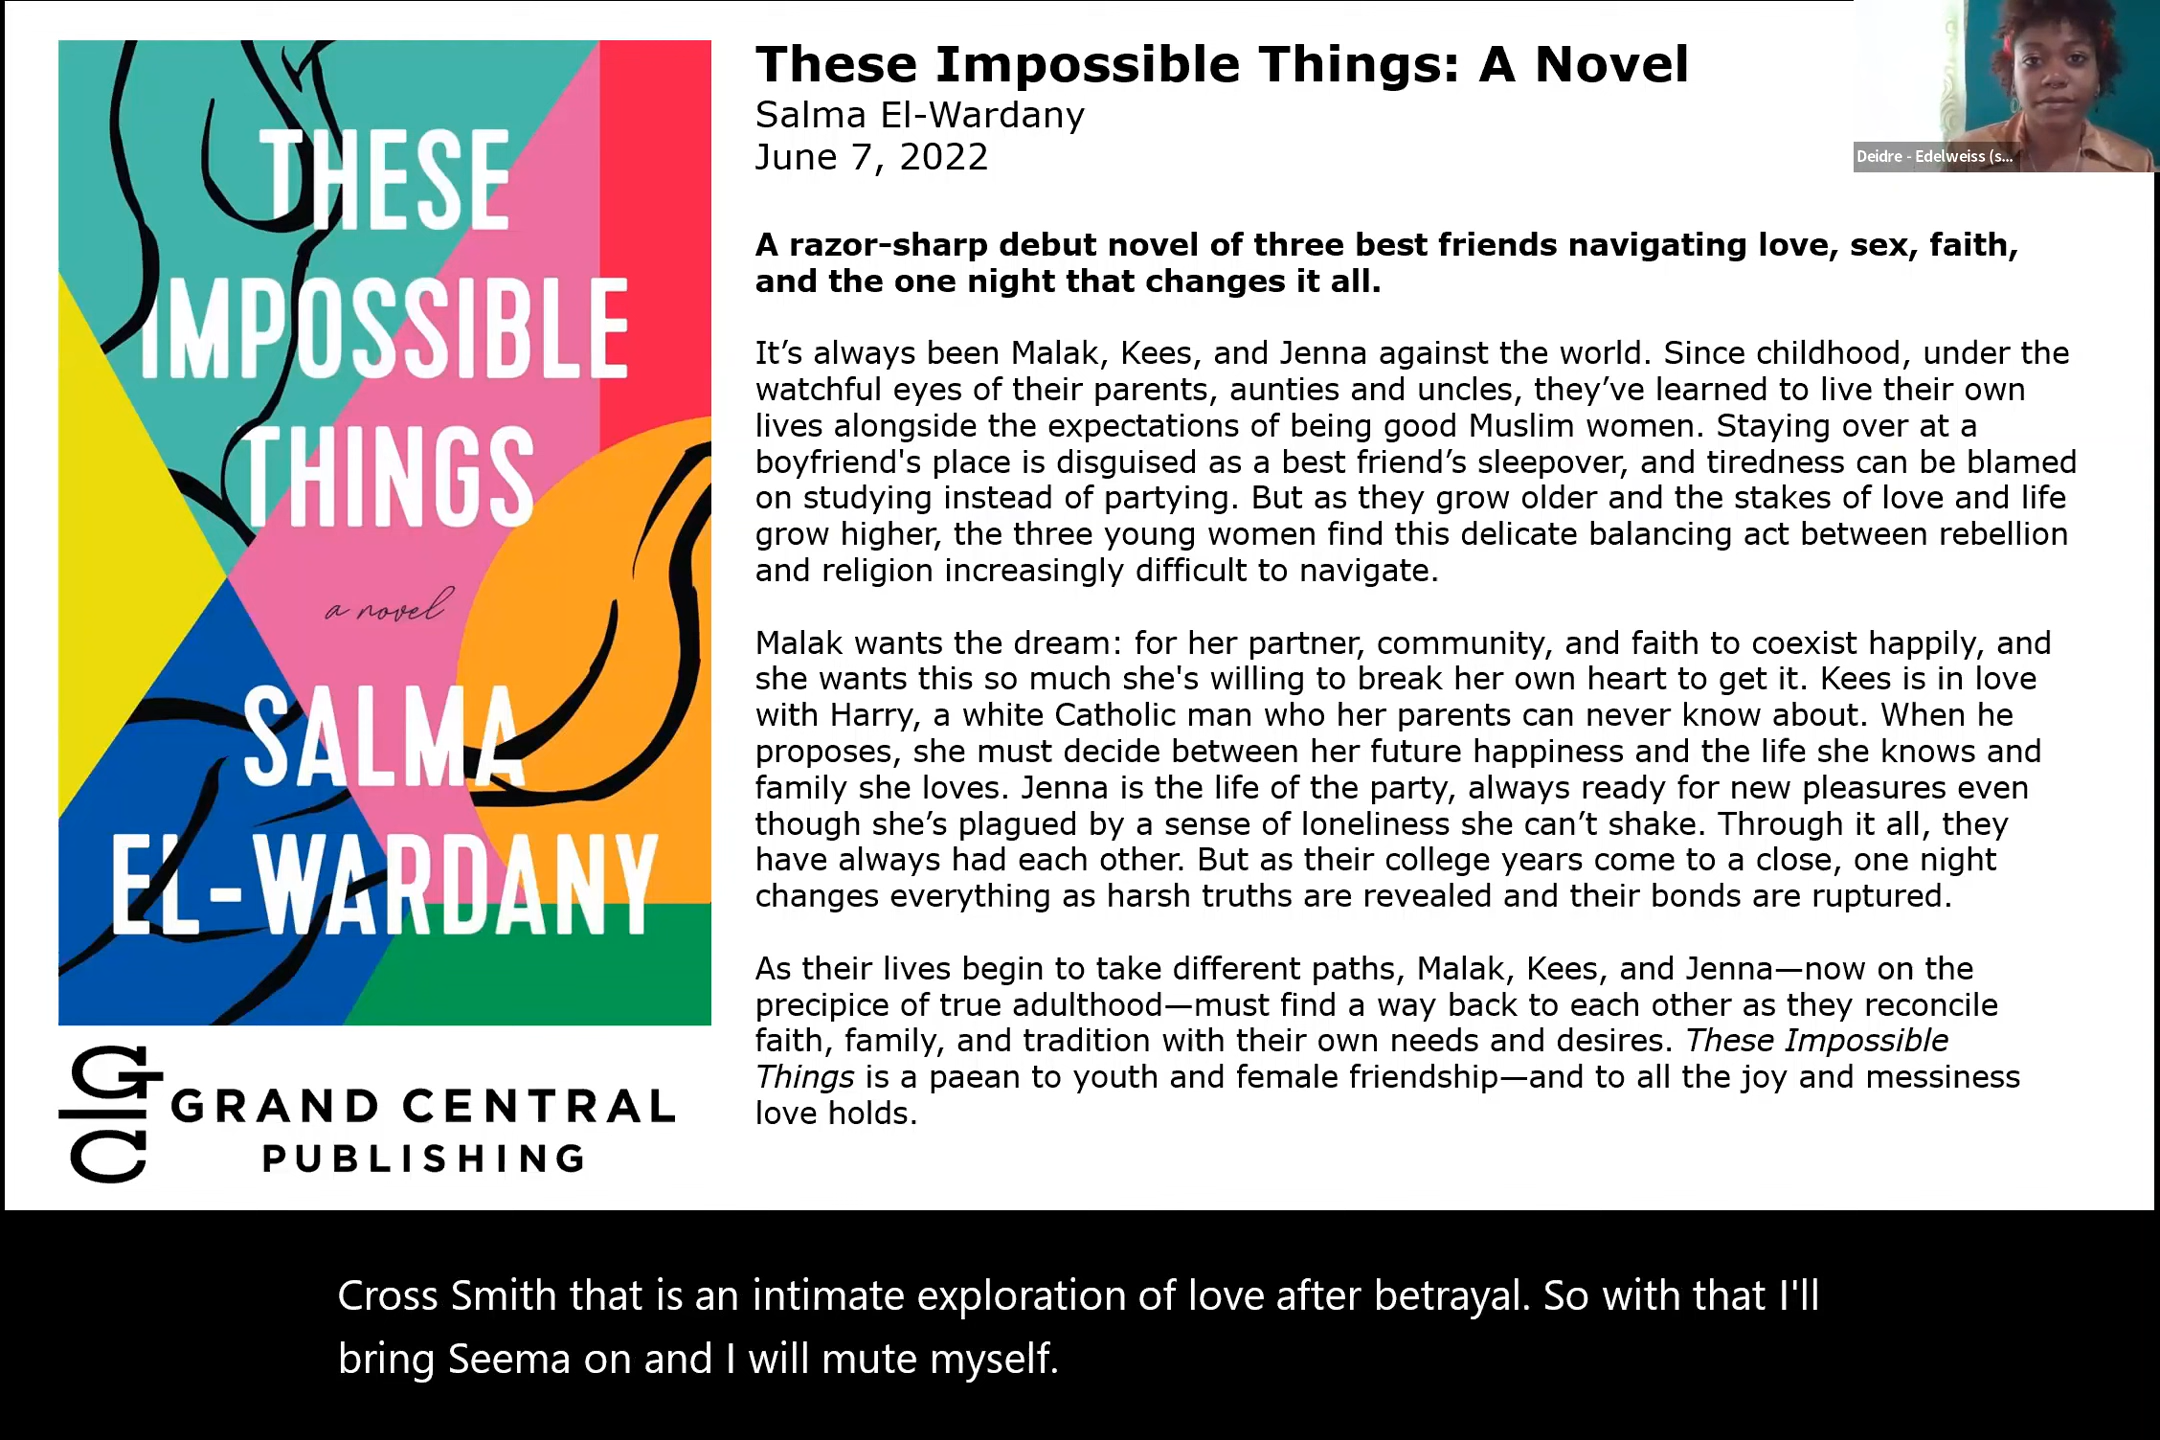 THESE
IMPOSSIBLE
THINGS
a novel
SALMA
EL-WARDANY
GC
GRAND CENTRAL
PUBLISHING
These Impossible Things: A Novel
Salma El-Wardany
June 7, 2022
A razor-sharp debut novel of three best friends navigating love, sex, faith,
and the one night that changes it all.
It’s always been Malak, Kees, and Jenna against the world. Since childhood, under the
watchful eyes of their parents, aunties and uncles, they’ve learned to live their own
lives alongside the expectations of being good Muslim women. Staying over at a
boyfriend's place is disguised as a best friend’s sleepover, and tiredness can be blamed
on studying instead of partying. But as they grow older and the stakes of love and life
grow higher, the three young women find this delicate balancing act between rebellion
and religion increasingly difficult to navigate.
Malak wants the dream: for her partner, community, and faith to coexist happily, and
she wants this so much she's willing to break her own heart to get it. Kees is in love
with Harry, a white Catholic man who her parents can never know about. When he
proposes, she must decide between her future happiness and the life she knows and
family she loves. Jenna is the life of the party, always ready for new pleasures even
though she’s plagued by a sense of loneliness she can’t shake. Through it all, they
have always had each other. But as their college years come to a close, one night
changes everything as harsh truths are revealed and their bonds are ruptured.
As their lives begin to take different paths, Malak, Kees, and Jenna—now on the
precipice of true adulthood—must find a way back to each other as they reconcile
faith, family, and tradition with their own needs and desires. These Impossible
Things is a paean to youth and female friendship—and to all the joy and messiness
love holds.
Deidre - Edelweiss (s...
Cross Smith that is an intimate exploration of love after betrayal. So with that I'll
bring Seema on and I will mute myself.